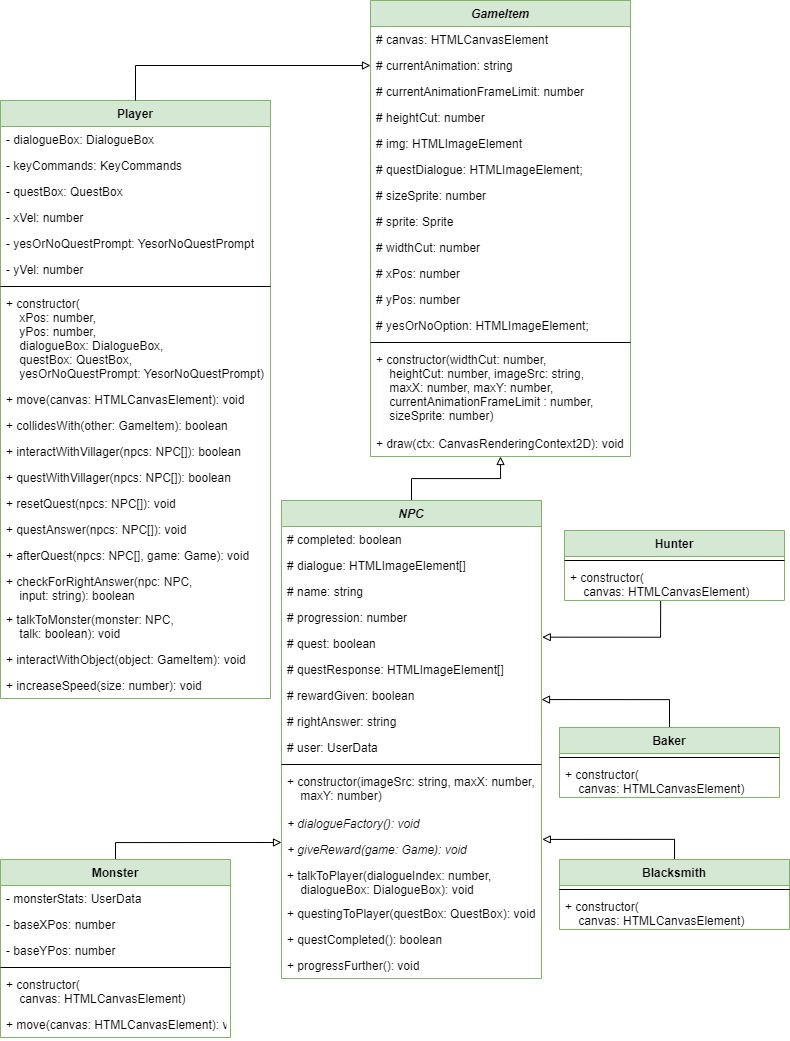 GameItem
# canvas: HTMLCanvasElement
# currentAnimation: string
# currentAnimationFrameLimit: number
# heightCut: number
# img: HTMLImageElement
# questDialogue: HTMLImageElement;
# sizeSprite: number
# sprite: Sprite
# widthCut: number
# xPos: number
# yPos: number
# yesOrNoOption: HTMLImageElement;
+ constructor(widthCut: number,
heightCut: number, imageSrc: string,
maxX: number, maxY: number,
currentAnimationFrameLimit : number,
sizeSprite: number)
+ draw(ctx: CanvasRenderingContext2D): void
Player
- dialogueBox: DialogueBox
- keyCommands: KeyCommands
- questBox: QuestBox
- xVel: number
- yesOrNoQuestPrompt: YesorNoQuestPrompt
- yVel: number
+ constructor(
xPos: number,
yPos: number,
dialogueBox: DialogueBox,
questBox: QuestBox,
yesOrNoQuestPrompt: YesorNoQuestPrompt)
+ move(canvas: HTMLCanvasElement): void
+ collidesWith(other: GameItem): boolean
+ interactWithVillager(npcs: NPC[]): boolean
+ questWithVillager(npcs: NPC[]): boolean
+ resetQuest(npcs: NPC[]): void
+ questAnswer(npcs: NPC[]): void
+ afterQuest(npcs: NPC[], game: Game): void
+ checkForRightAnswer(npc: NPC,
input: string): boolean
+ talkToMonster(monster: NPC,
talk: boolean): void
+ interactWithObject(object: GameItem): void
+ increaseSpeed(size: number): void
NPC
# completed: boolean
# dialogue: HTMLImageElement[]
# name: string
# progression: number
# quest: boolean
# questResponse: HTMLImageElement[]
# rewardGiven: boolean
# rightAnswer: string
# user: UserData
+ constructor(imageSrc: string, maxX: number,
maxY: number)
+ dialogueFactory(): void
+ giveReward(game: Game): void
+ talkToPlayer(dialogueIndex: number,
dialogueBox: DialogueBox): void
+ questingToPlayer(questBox: QuestBox): void
+ questCompleted(): boolean
+ progressFurther(): void
Hunter
+ constructor(
canvas: HTMLCanvasElement)
Baker
+ constructor(
canvas: HTMLCanvasElement)
Blacksmith
+ constructor(
canvas: HTMLCanvasElement)
Monster
- monsterStats: UserData
- baseXPos: number
- baseYPos: number
+ constructor(
canvas: HTMLCanvasElement)
+ move(canvas: HTMLCanvasElement):